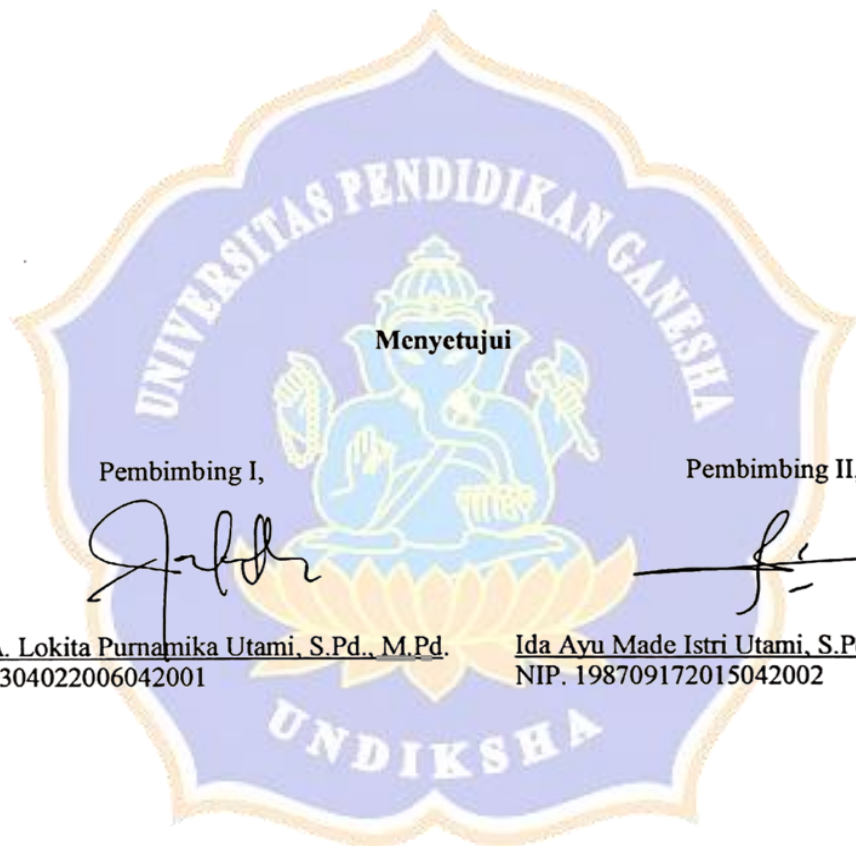 UNIVERSITAS PENDIDIKAN GANESHA
Menyetujui
Pembimbing I,
Pembimbing II,
A. Lokita Purnamika Utami, S.Pd., M.Pd.
304022006042001
Ida Ayu Made Istri Utami, S.Pd
NIP. 198709172015042002
UNDIKSHA